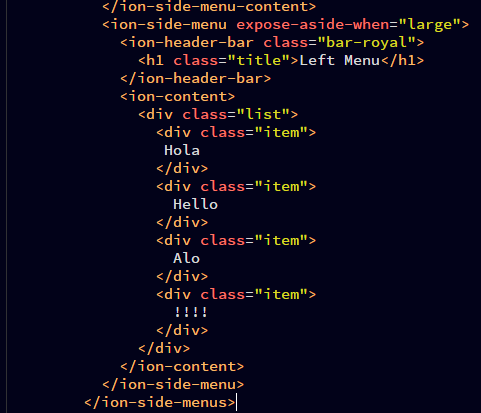 </ion-side-menu-content>
<ion-side-menu expose-aside-when="large">
<ion-header-bar class="bar-royal">
<h1 class="title">Left Menu</h1>
</ion-header-bar>
<ion-content>
<div class="list">
<div class="item">
Hola
</div>
<div class="item">
Hello
</div>
<div class="item">
Alo
</div>
<div class="item">
!!!!
</div>
</div>
</ion-content>
</ion-side-menu>
</ion-side-menus>